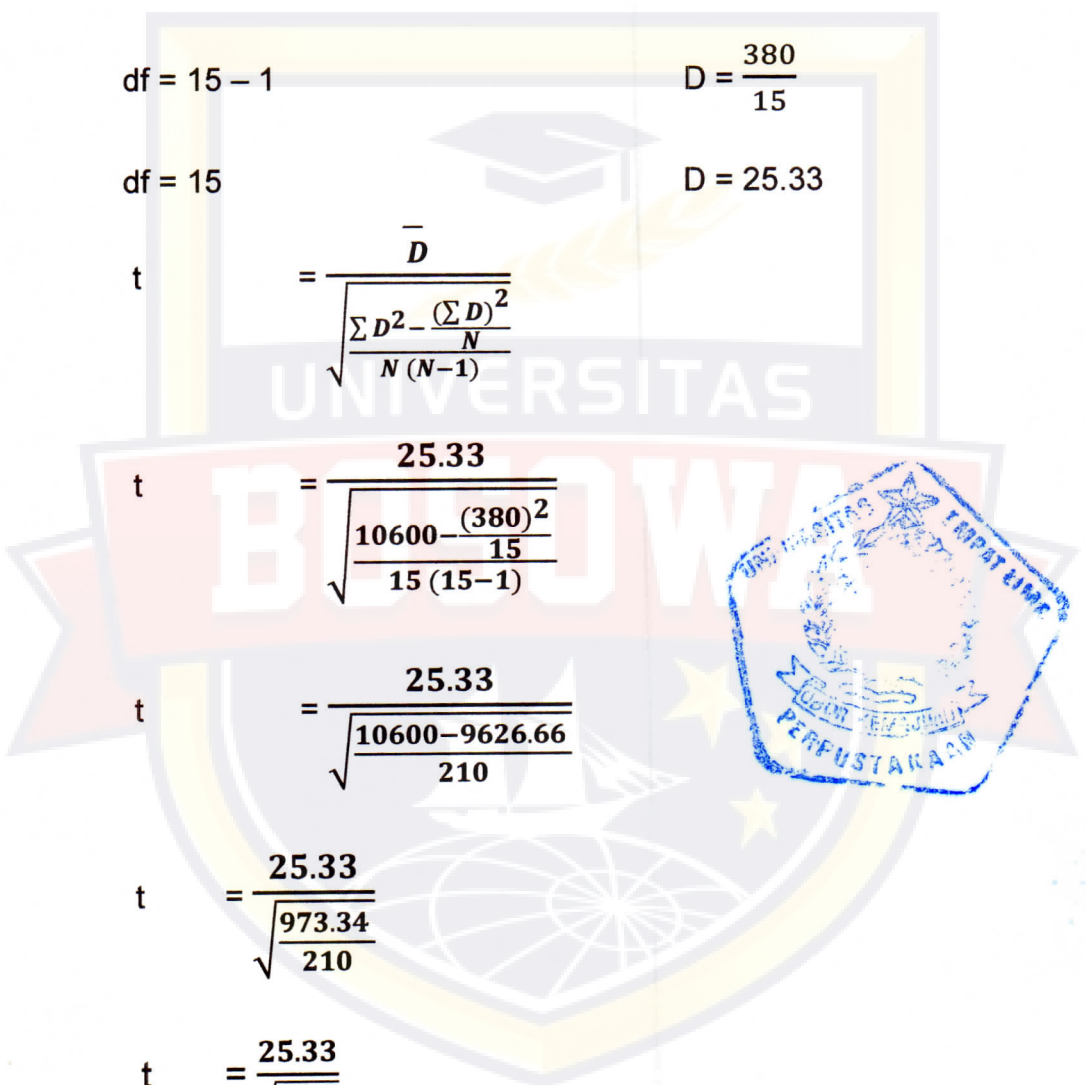 df = 15 – 1
D = 380/15
df = 15
D = 25.33
t = D̅ / √((∑D² − (∑D)²/N) / (N (N−1)))
UNIVERSITAS
BOSOWA
t = 25.33 / √((10600−(380)²/15) / (15 (15−1)))
t = 25.33 / √((10600−9626.66) / 210)
PERPUSTAKAAN
t = 25.33 / √(973.34 / 210)
t = 25.33